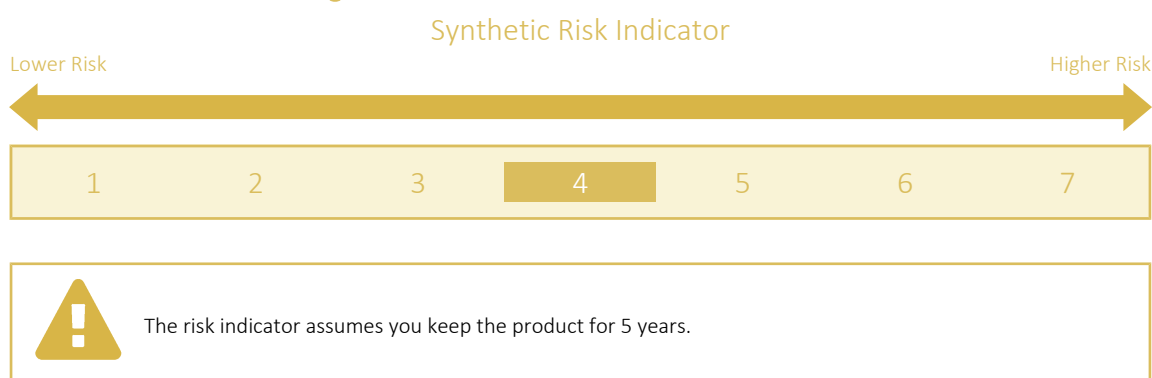 Synthetic Risk Indicator
Lower Risk Higher Risk
1 2 3 4 5 6 7
The risk indicator assumes you keep the product for 5 years.